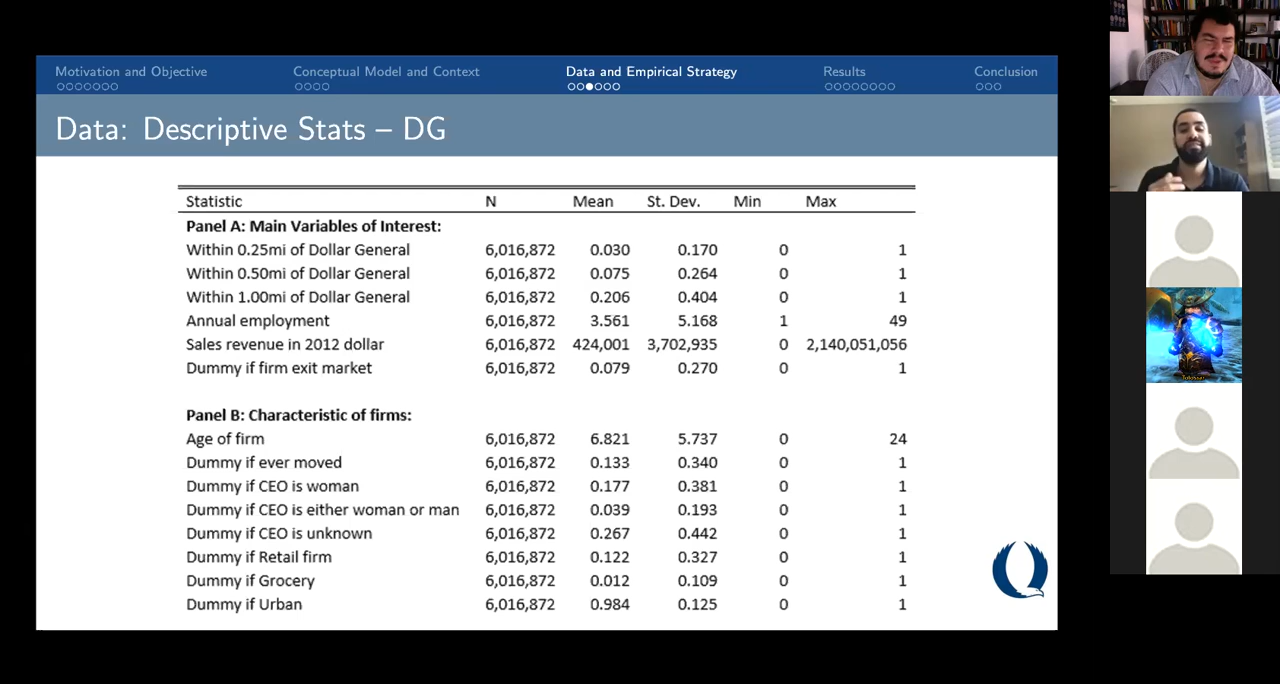 Motivation and Objective Conceptual Model and Context Data and Empirical Strategy Results Conclusion
Data: Descriptive Stats – DG
Statistic N Mean St. Dev. Min Max
Panel A: Main Variables of Interest:
Within 0.25mi of Dollar General 6,016,872 0.030 0.170 0 1
Within 0.50mi of Dollar General 6,016,872 0.075 0.264 0 1
Within 1.00mi of Dollar General 6,016,872 0.206 0.404 0 1
Annual employment 6,016,872 3.561 5.168 1 49
Sales revenue in 2012 dollar 6,016,872 424,001 3,702,935 0 2,140,051,056
Dummy if firm exit market 6,016,872 0.079 0.270 0 1
Panel B: Characteristic of firms:
Age of firm 6,016,872 6.821 5.737 0 24
Dummy if ever moved 6,016,872 0.133 0.340 0 1
Dummy if CEO is woman 6,016,872 0.177 0.381 0 1
Dummy if CEO is either woman or man 6,016,872 0.039 0.193 0 1
Dummy if CEO is unknown 6,016,872 0.267 0.442 0 1
Dummy if Retail firm 6,016,872 0.122 0.327 0 1
Dummy if Grocery 6,016,872 0.012 0.109 0 1
Dummy if Urban 6,016,872 0.984 0.125 0 1